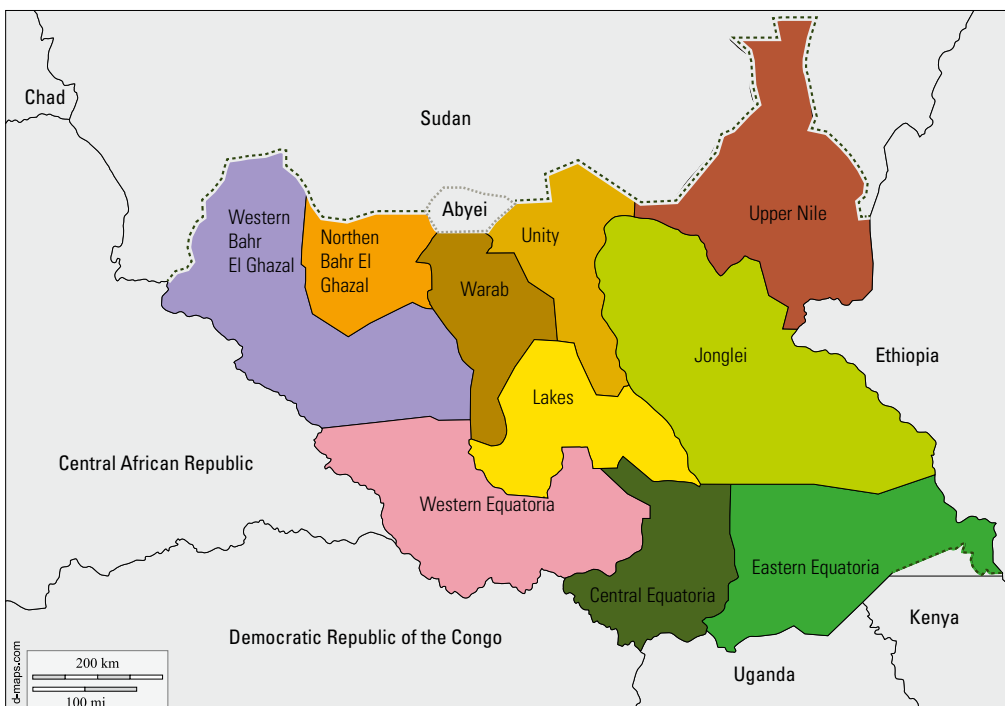 Chad
Sudan
Western
Bahr
El Ghazal
Northen
Bahr El
Ghazal
Abyei
Unity
Upper Nile
Warab
Jonglei
Ethiopia
Lakes
Central African Republic
Western Equatoria
Eastern Equatoria
Central Equatoria
Kenya
Democratic Republic of the Congo
Uganda
d-maps.com
200 km
100 mi